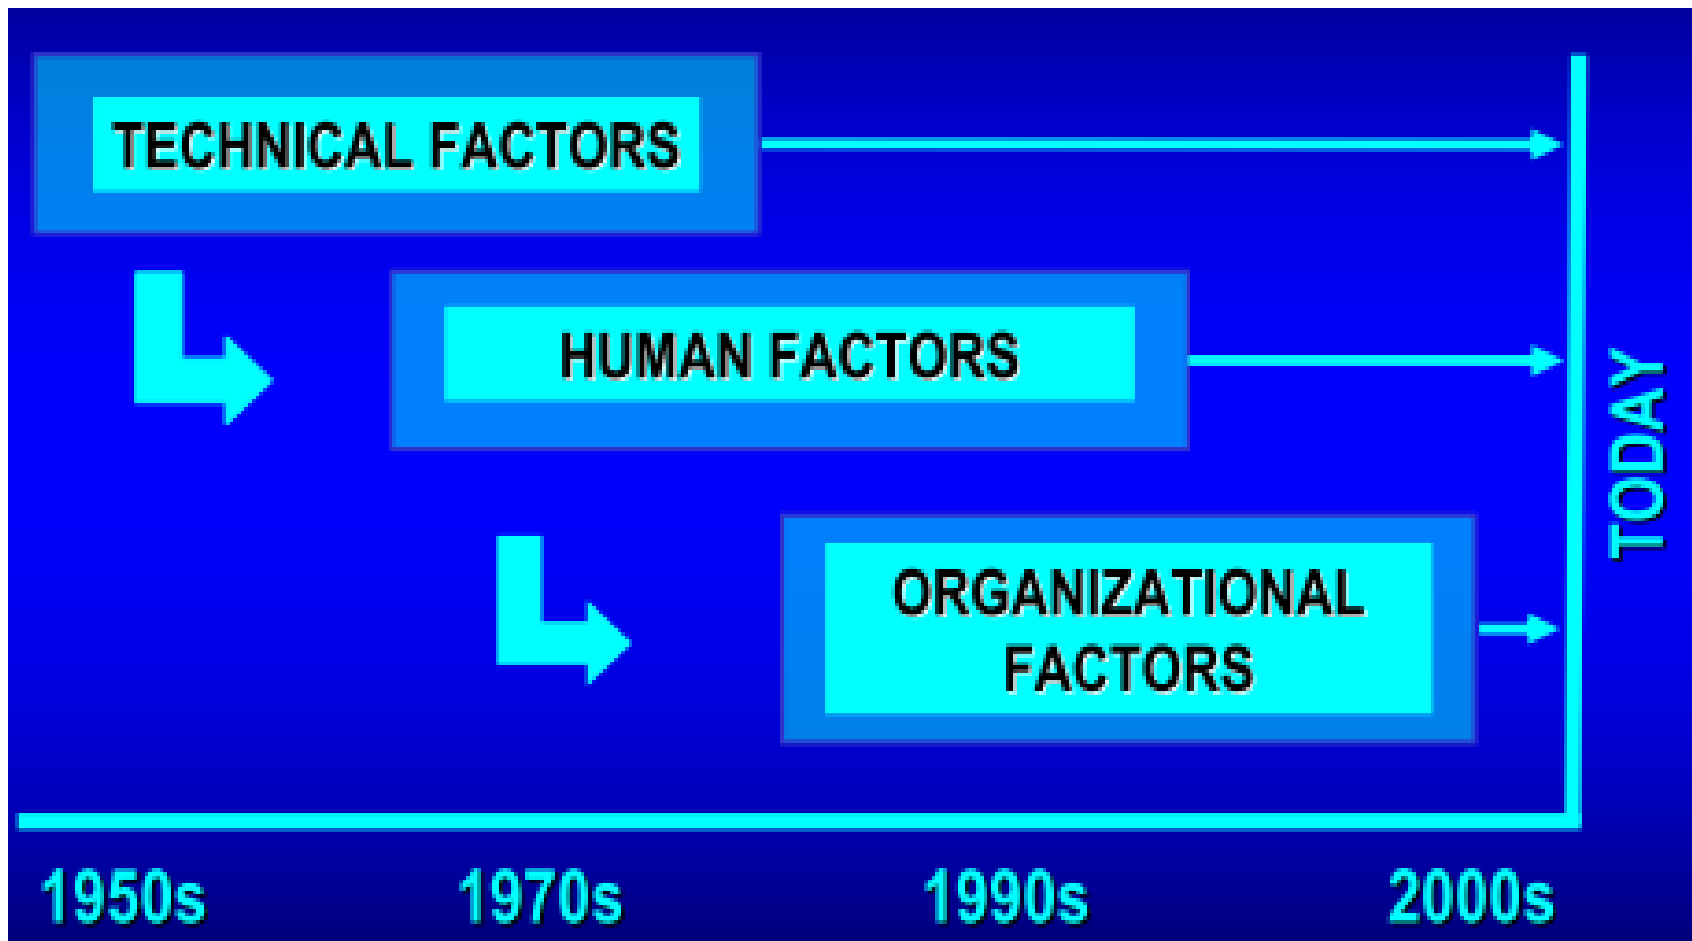 TECHNICAL FACTORS
HUMAN FACTORS
ORGANIZATIONAL
FACTORS
TODAY
1950s
1970s
1990s
2000s